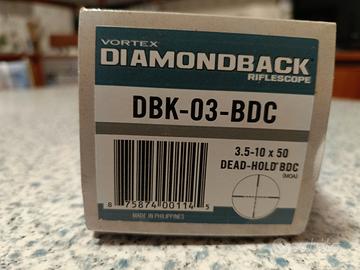 VORTEX
DIAMONDBACK
RIFLESCOPE
DBK-03-BDC
3.5-10 x 50
DEAD-HOLD® BDC
(MOA)
8 75874 00114 5
MADE IN PHILIPPINES